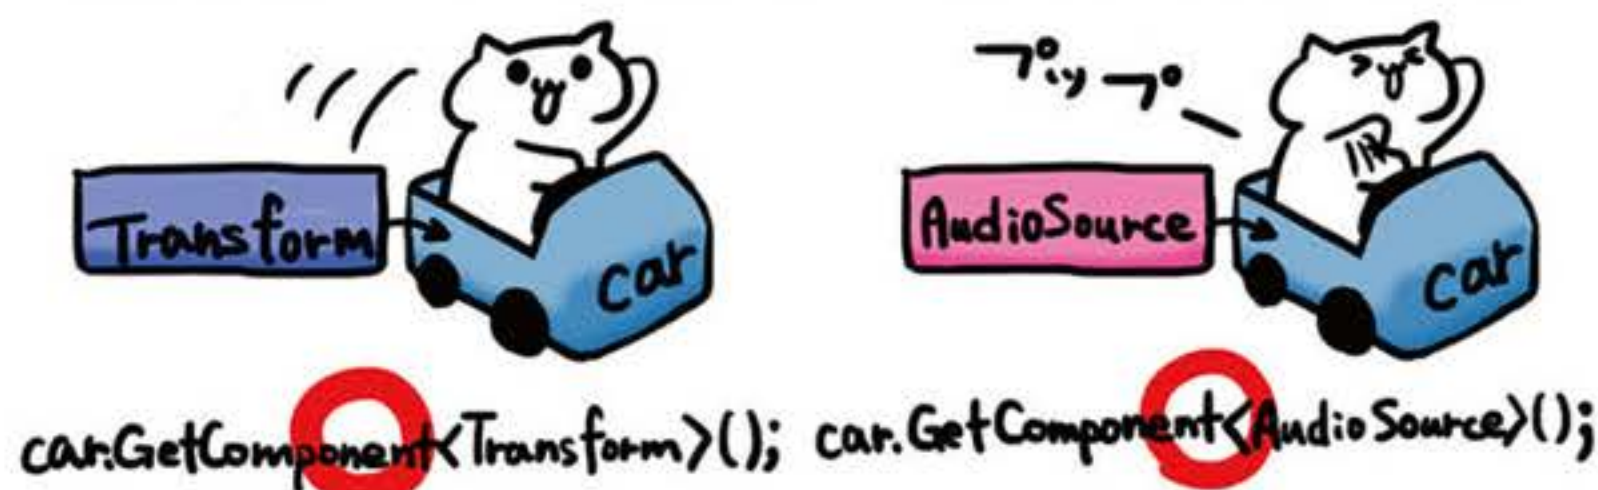 プップー
Transform
car
AudioSource
car
car.GetComponent<Transform>();
car.GetComponent<AudioSource>();